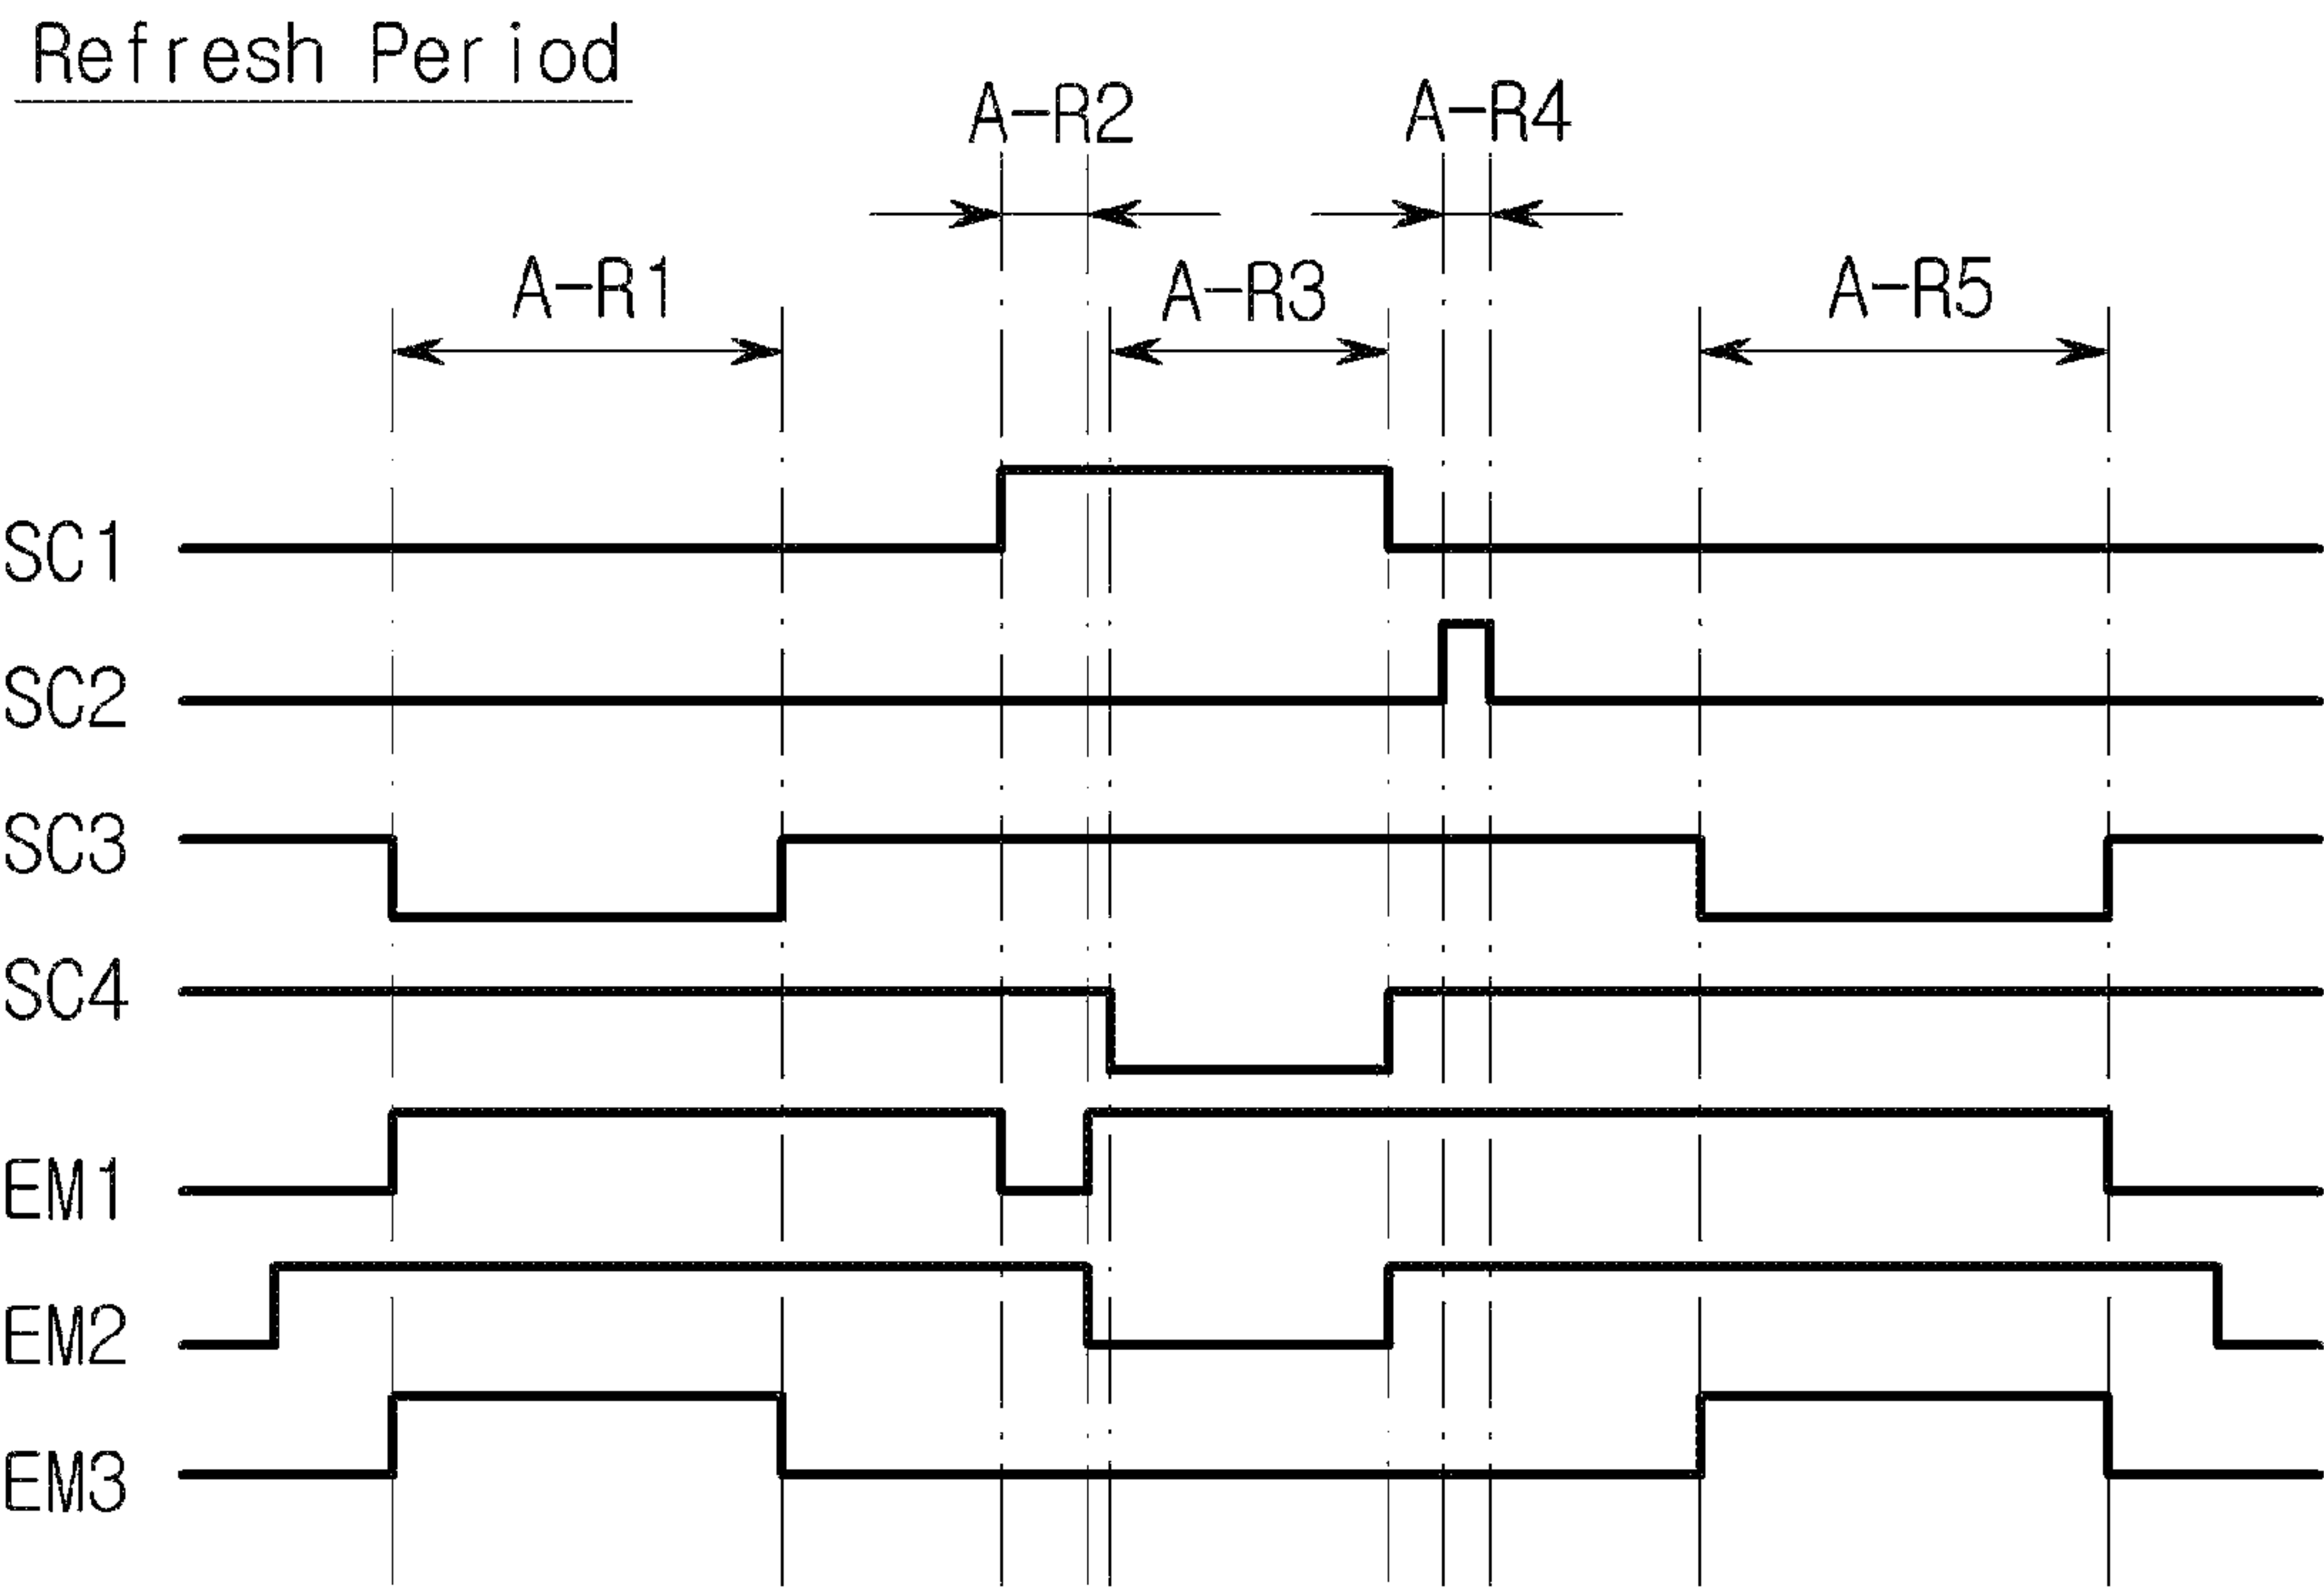 Refresh Period
A-R2
A-R4
A-R1
A-R3
A-R5
SC1
SC2
SC3
SC4
EM1
EM2
EM3